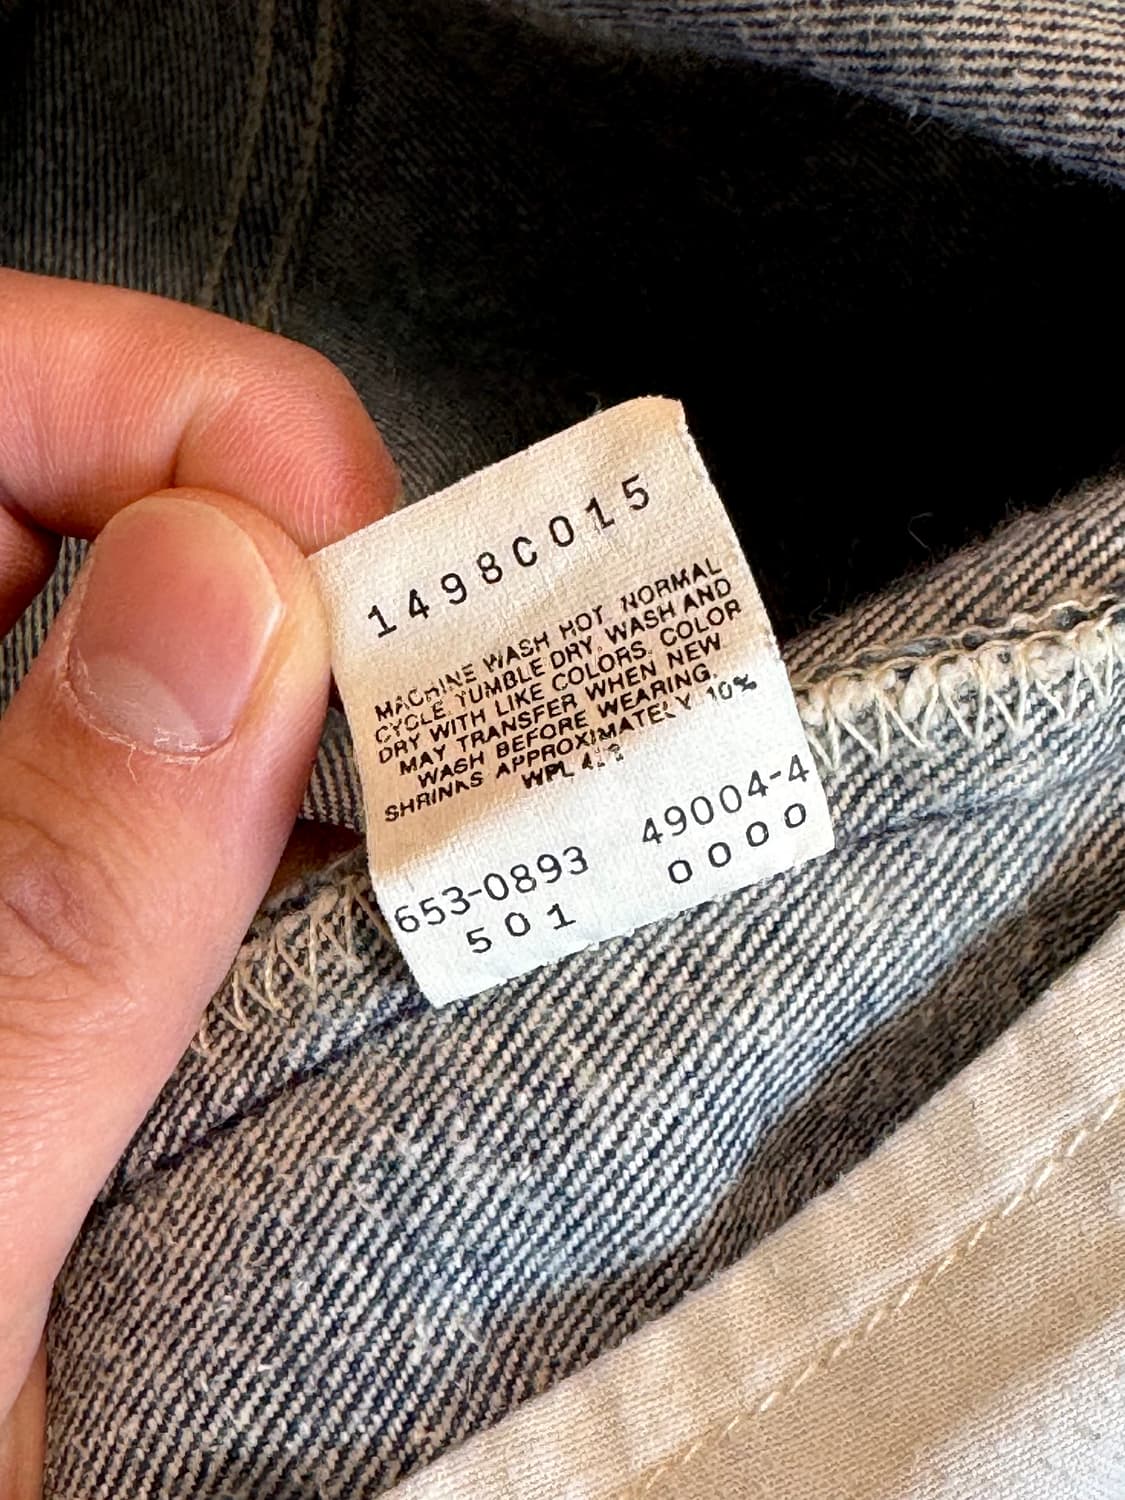 1498C015
MACHINE WASH HOT NORMAL
CYCLE. TUMBLE DRY. WASH AND
DRY WITH LIKE COLORS. COLOR
MAY TRANSFER WHEN NEW
WASH BEFORE WEARING.
SHRINKS APPROXIMATELY 10%
WPL
653-0893 49004-4
501 0000